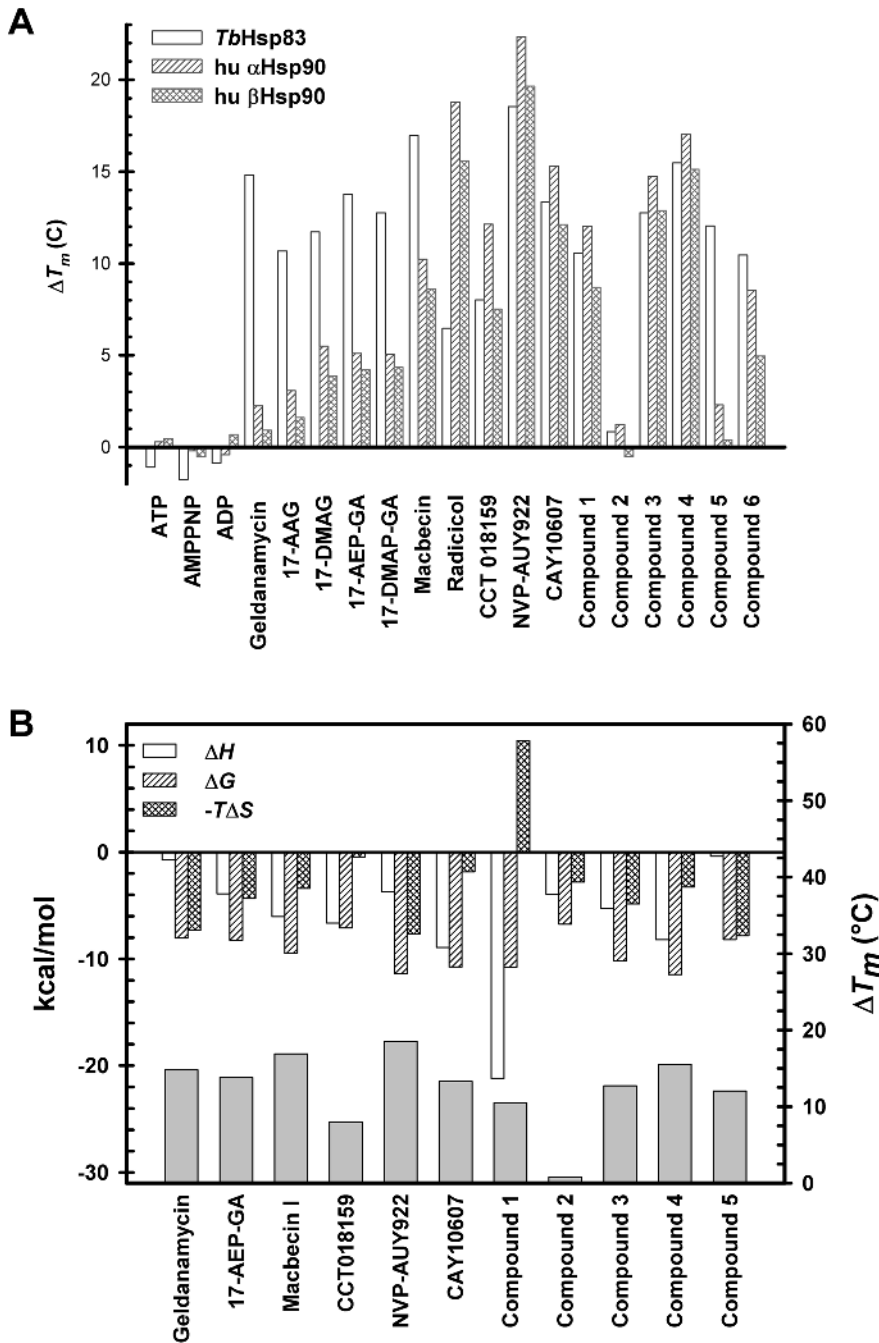 A
TbHsp83
hu αHsp90
hu βHsp90
20
15
10
5
0
ΔTm (C)
ATP
AMPPNP
ADP
Geldanamycin
17-AAG
17-DMAG
17-AEP-GA
17-DMAP-GA
Macbecin
Radicicol
CCT 018159
NVP-AUY922
CAY10607
Compound 1
Compound 2
Compound 3
Compound 4
Compound 5
Compound 6
B
ΔH
ΔG
-TΔS
10
0
-10
-20
-30
kcal/mol
60
50
40
30
20
10
0
ΔTm (°C)
Geldanamycin
17-AEP-GA
Macbecin I
CCT018159
NVP-AUY922
CAY10607
Compound 1
Compound 2
Compound 3
Compound 4
Compound 5